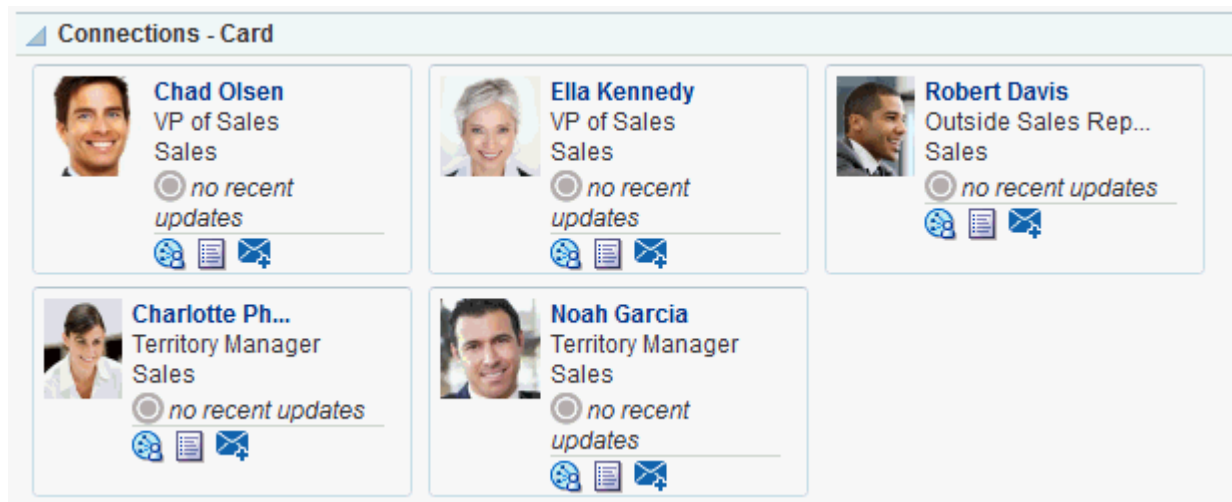 Connections - Card
Chad Olsen
VP of Sales
Sales
no recent
updates
Ella Kennedy
VP of Sales
Sales
no recent
updates
Robert Davis
Outside Sales Rep...
Sales
no recent updates
Charlotte Ph...
Territory Manager
Sales
no recent updates
Noah Garcia
Territory Manager
Sales
no recent
updates